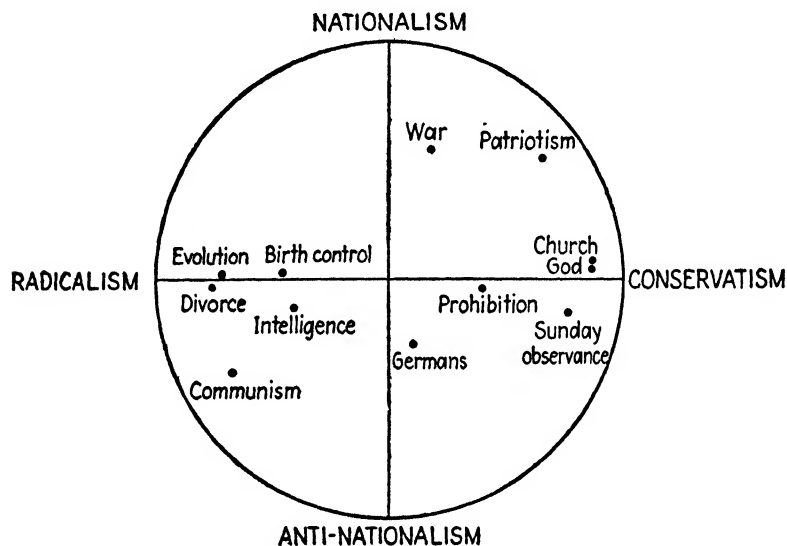 NATIONALISM
War
Patriotism
Church
God
Evolution
Birth control
RADICALISM
CONSERVATISM
Divorce
Intelligence
Prohibition
Sunday
observance
Germans
Communism
ANTI-NATIONALISM